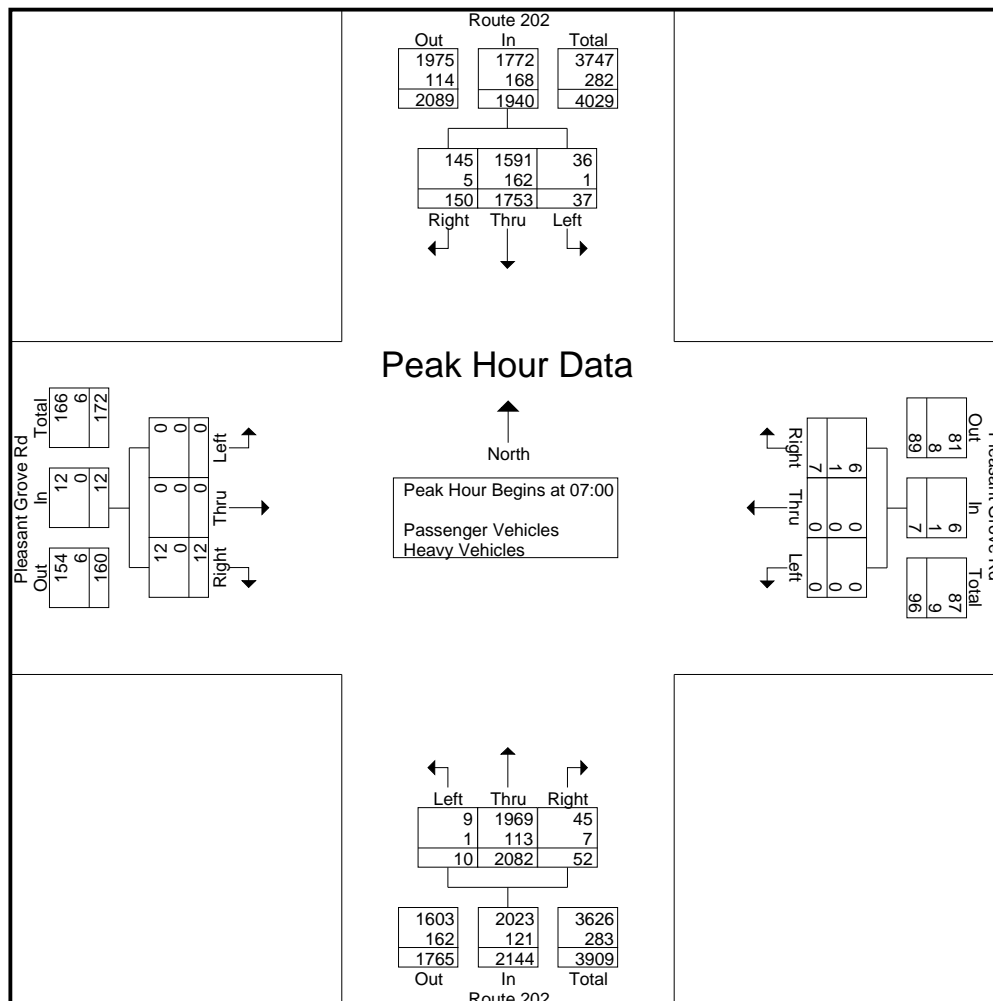 Route 202
Out In Total
1975 1772 3747
114 168 282
2089 1940 4029
145 1591 36
5 162 1
150 1753 37
Right Thru Left
Peak Hour Data
North
Peak Hour Begins at 07:00
Passenger Vehicles
Heavy Vehicles
Pleasant Grove Rd
Out In Total
154 12 166
6 0 6
160 12 172
Left Thru Right
0 0 12
0 0 0
0 0 12
Out In Total
81 6 87
8 1 9
89 7 96
6 0 0
1 0 0
7 0 0
Right Thru Left
Left Thru Right
9 1969 45
1 113 7
10 2082 52
1603 2023 3626
162 121 283
1765 2144 3909
Out In Total
Route 202